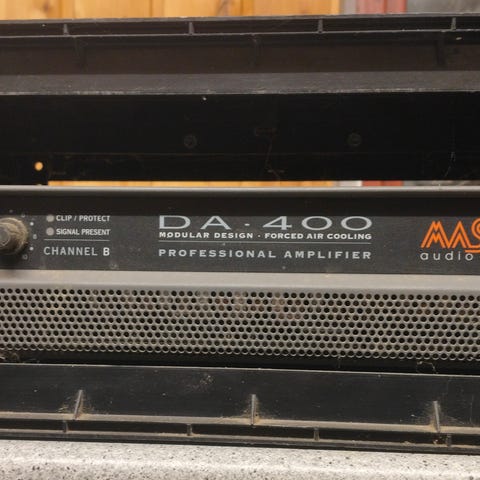 CLIP / PROTECT
SIGNAL PRESENT
CHANNEL B
DA·400
MODULAR DESIGN · FORCED AIR COOLING
PROFESSIONAL AMPLIFIER
audio